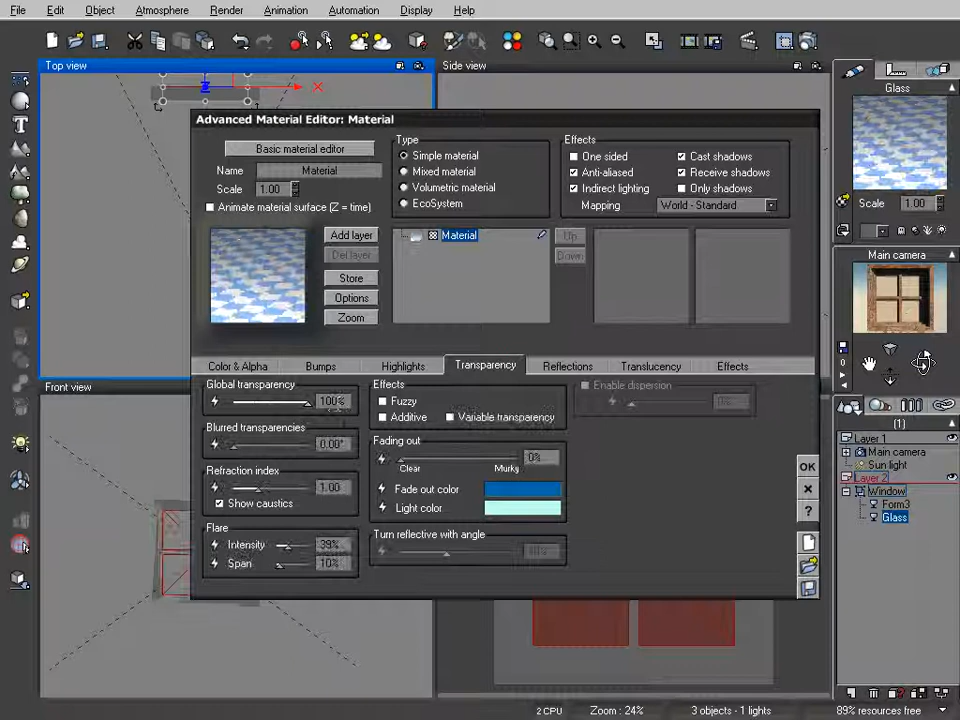 File Edit Object Atmosphere Render Animation Automation Display Help
Top view
Side view
Glass
Advanced Material Editor: Material
Basic material editor
Name Material
Scale 1.00
Animate material surface (Z = time)
Type
Simple material
Mixed material
Volumetric material
EcoSystem
Effects
One sided
Cast shadows
Anti-aliased
Receive shadows
Indirect lighting
Only shadows
Mapping World - Standard
Scale 1.00
Add layer
Del layer
Store
Options
Zoom
Material
Up
Down
Main camera
Color & Alpha Bumps Highlights Transparency Reflections Translucency Effects
Global transparency
100%
Blurred transparencies
0.00°
Refraction index
1.00
Show caustics
Flare
Intensity 39%
Span 10%
Effects
Fuzzy
Additive
Variable transparency
Fading out
0%
Clear Murky
Fade out color
Light color
Turn reflective with angle
Enable dispersion
0%
OK
?
Front view
(1)
Layer 1
Main camera
Sun light
Layer 2
Window
Form3
Glass
2 CPU Zoom : 24% 3 objects - 1 lights 89% resources free